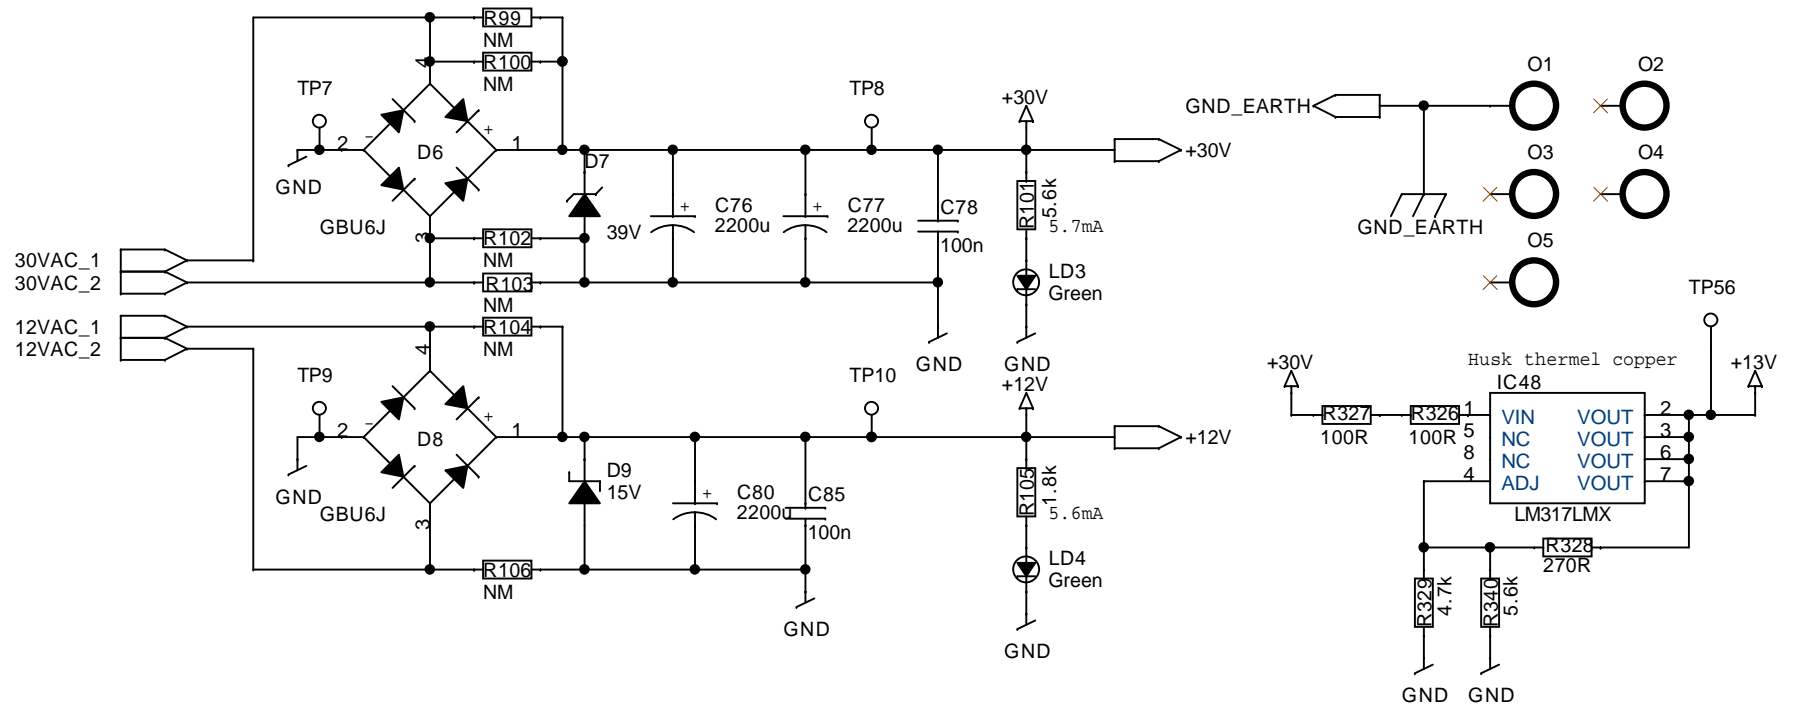 R99
NM
4
R100
NM
TP7
2
−
D6
+
1
GND
GBU6J
3
R102
NM
R103
NM
D7
39V
C76
+
2200u
C77
+
2200u
TP8
C78
100n
GND
+30V
+30V
R101
5.6k
5.7mA
LD3
Green
GND
30VAC_1
30VAC_2
12VAC_1
12VAC_2
R104
NM
4
TP9
2
−
D8
+
1
GND
GBU6J
3
R106
NM
D9
15V
C80
+
2200u
C85
100n
GND
TP10
+12V
+12V
R105
1.8k
5.6mA
LD4
Green
GND
GND_EARTH
GND_EARTH
O1
O2
O3
O4
O5
TP56
Husk thermel copper
+30V
+13V
IC48
R327
100R
R326
100R
1
VIN
VOUT
2
5
NC
VOUT
3
8
NC
VOUT
6
4
ADJ
VOUT
7
LM317LMX
R328
270R
R329
4.7k
R340
5.6k
GND
GND